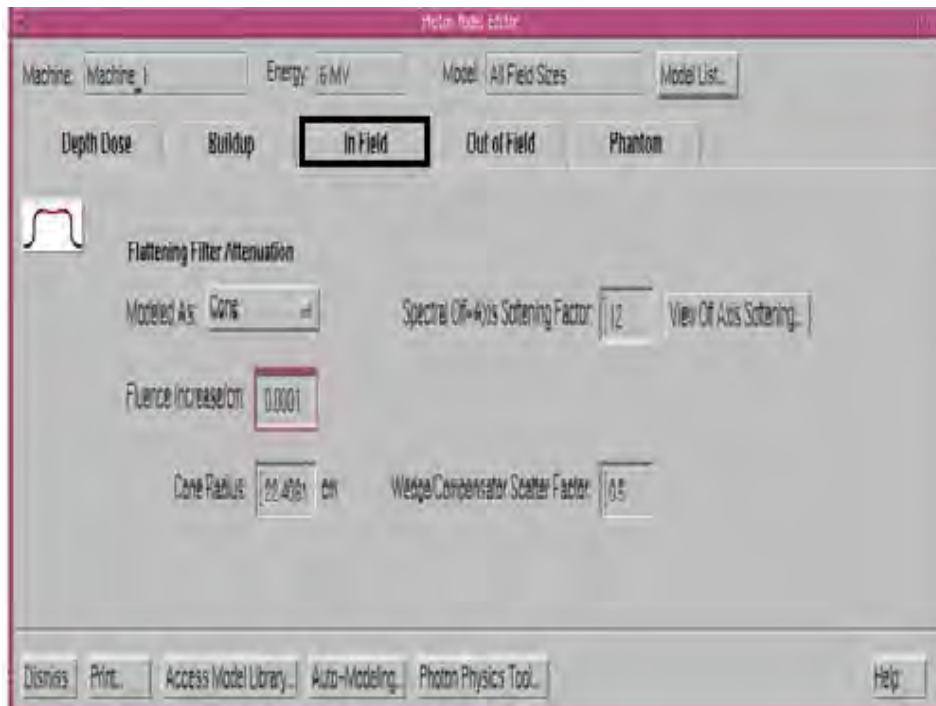 Photon Model Editor
Machine: Machine_1 Energy: 6 MV Model: All Field Sizes Model List...
Depth Dose Buildup In Field Out of Field Phantom
Flattening Filter Attenuation
Modeled As: Cone Spectral Off-Axis Softening Factor: 12 View Off Axis Softening...
Fluence Increase/cm: 0.0001
Cone Radius: cm Wedge/Compensator Scatter Factor: 0.5
Dismiss Print... Access Model Library... Auto-Modeling... Photon Physics Tool... Help